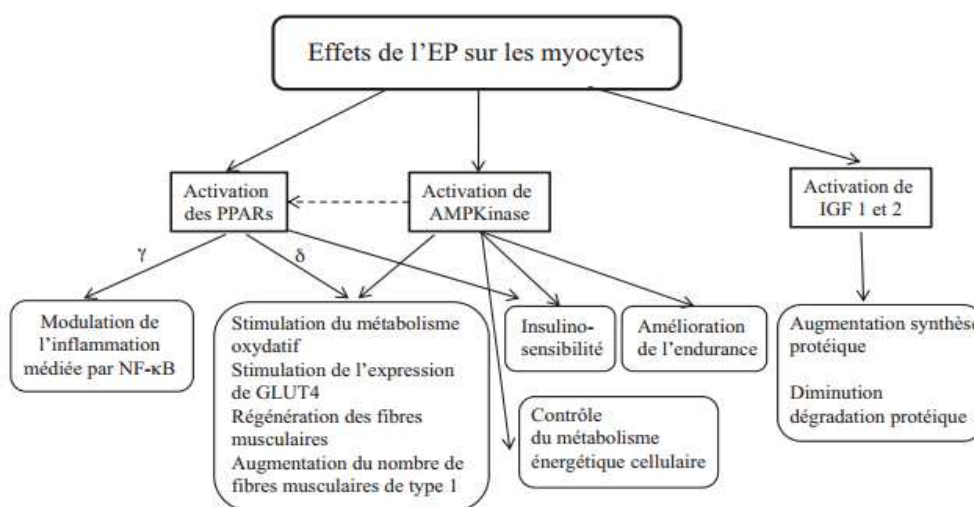 Effets de l'EP sur les myocytes
Activation
des PPARs
Activation de
AMPKinase
Activation de
IGF 1 et 2
γ
δ
Modulation de
l'inflammation
médiée par NF-κB
Stimulation du métabolisme
oxydatif
Stimulation de l'expression
de GLUT4
Régénération des fibres
musculaires
Augmentation du nombre de
fibres musculaires de type 1
Insulino-
sensibilité
Amélioration
de l'endurance
Contrôle
du métabolisme
énergétique cellulaire
Augmentation synthèse
protéique
Diminution
dégradation protéique